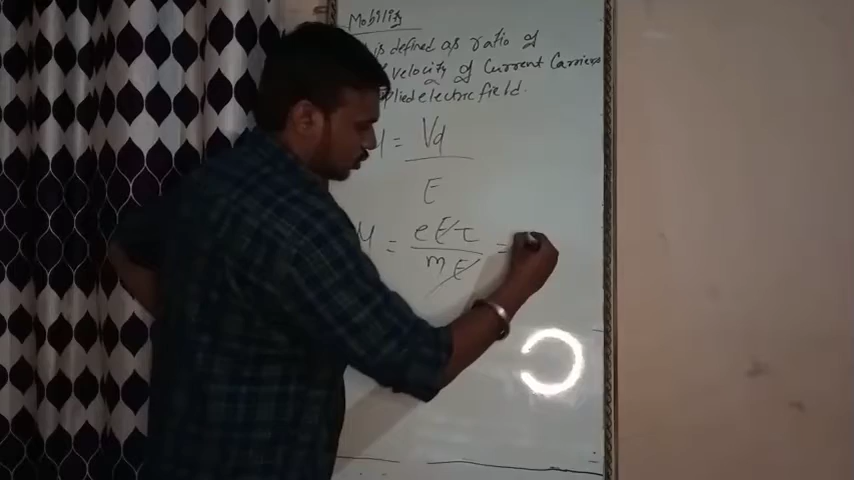 Mobility
is defined as ratio of
velocity of Current Carriers
applied electric field.
μ = Vd / E
μ = eEτ / mE =